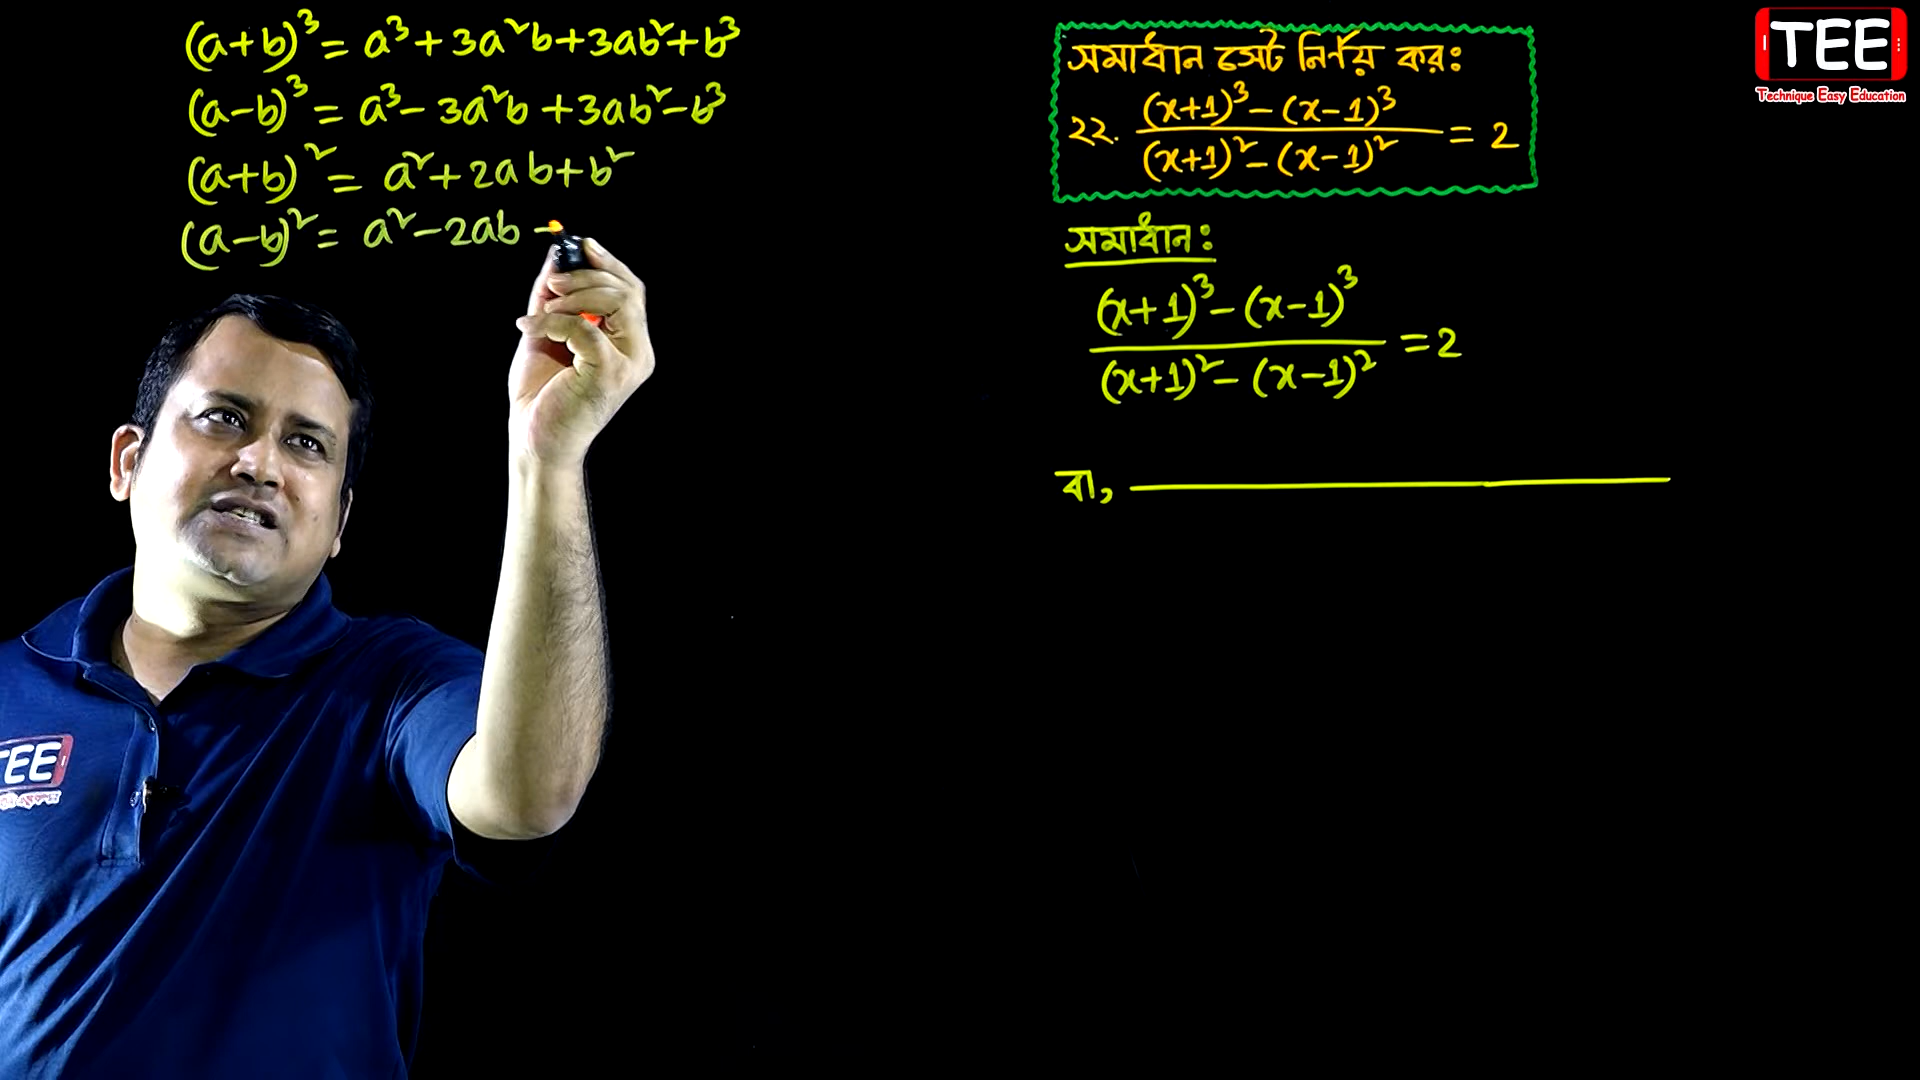 (a+b)³ = a³+3a²b+3ab²+b³
(a-b)³ = a³-3a²b+3ab²-b³
(a+b)² = a²+2ab+b²
(a-b)² = a²-2ab -
সমাধান সেট নির্ণয় কর:
২২. ((x+1)³-(x-1)³)/((x+1)²-(x-1)²) = 2
সমাধান:
((x+1)³-(x-1)³)/((x+1)²-(x-1)²) = 2
বা,
TEE
Technique Easy Education
TEE